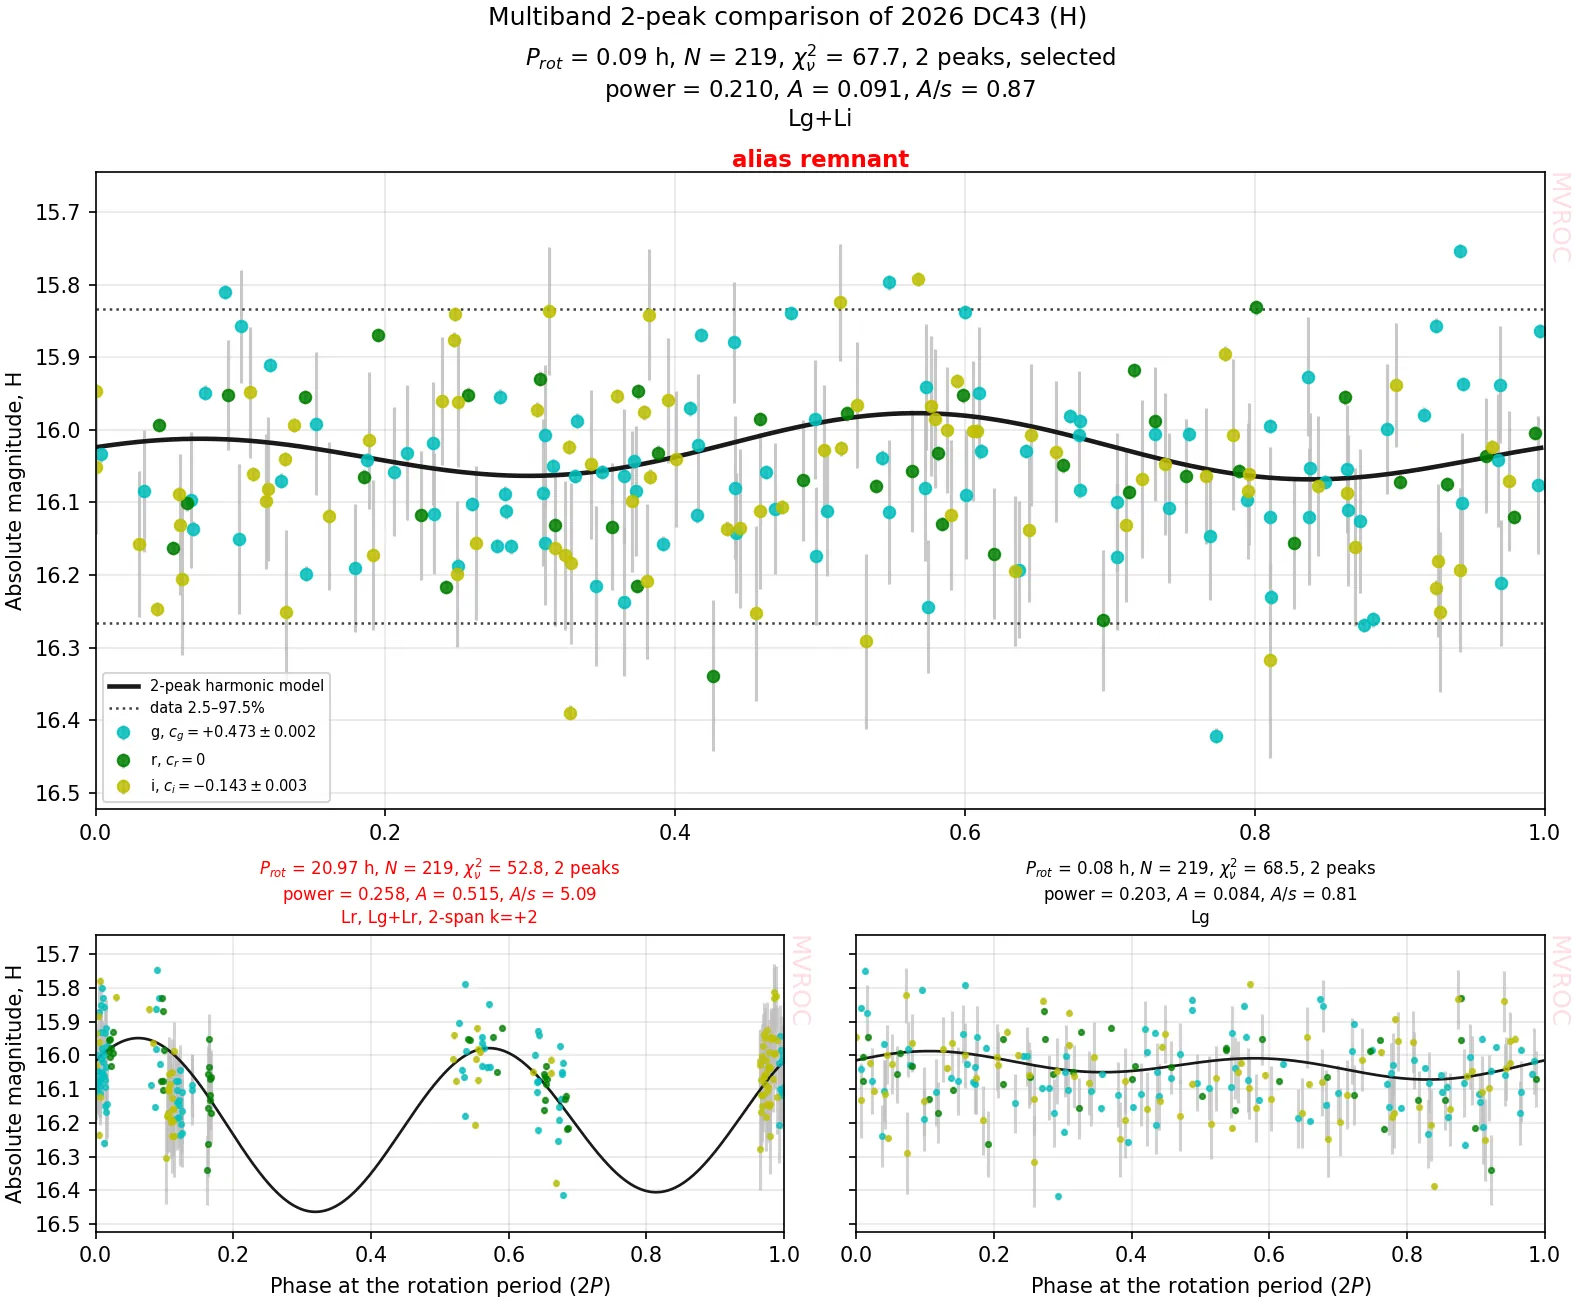 Multiband 2-peak comparison of 2026 DC43 (H)
P_rot = 0.09 h, N = 219, χ²_ν = 67.7, 2 peaks, selected
power = 0.210, A = 0.091, A/s = 0.87
Lg+Li
alias remnant
MVROC
Absolute magnitude, H
15.7
15.8
15.9
16.0
16.1
16.2
16.3
16.4
16.5
2-peak harmonic model
data 2.5–97.5%
g, c_g = +0.473 ± 0.002
r, c_r = 0
i, c_i = −0.143 ± 0.003
0.0 0.2 0.4 0.6 0.8 1.0
P_rot = 20.97 h, N = 219, χ²_ν = 52.8, 2 peaks
power = 0.258, A = 0.515, A/s = 5.09
Lr, Lg+Lr, 2-span k=+2
MVROC
Absolute magnitude, H
15.7
15.8
15.9
16.0
16.1
16.2
16.3
16.4
16.5
0.0 0.2 0.4 0.6 0.8 1.0
Phase at the rotation period (2P)
P_rot = 0.08 h, N = 219, χ²_ν = 68.5, 2 peaks
power = 0.203, A = 0.084, A/s = 0.81
Lg
MVROC
0.0 0.2 0.4 0.6 0.8 1.0
Phase at the rotation period (2P)